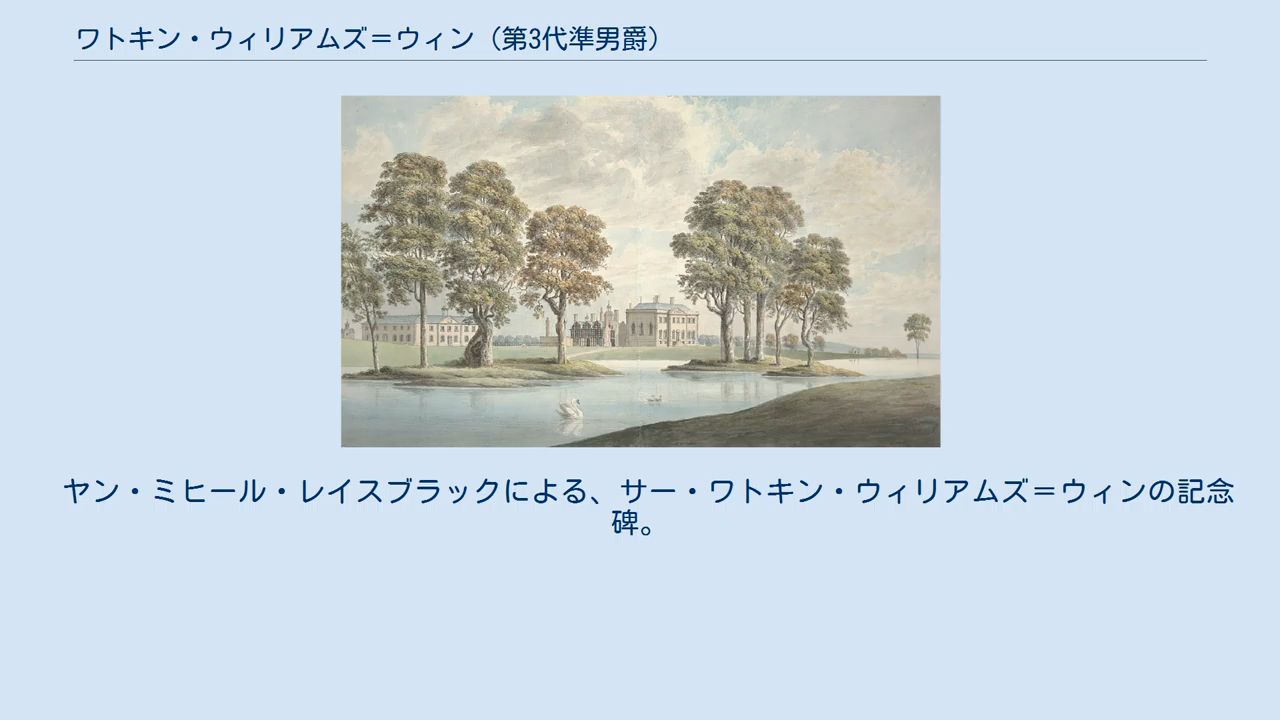 ワトキン・ウィリアムズ＝ウィン（第3代準男爵）
ヤン・ミヒール・レイスブラックによる、サー・ワトキン・ウィリアムズ＝ウィンの記念
碑。